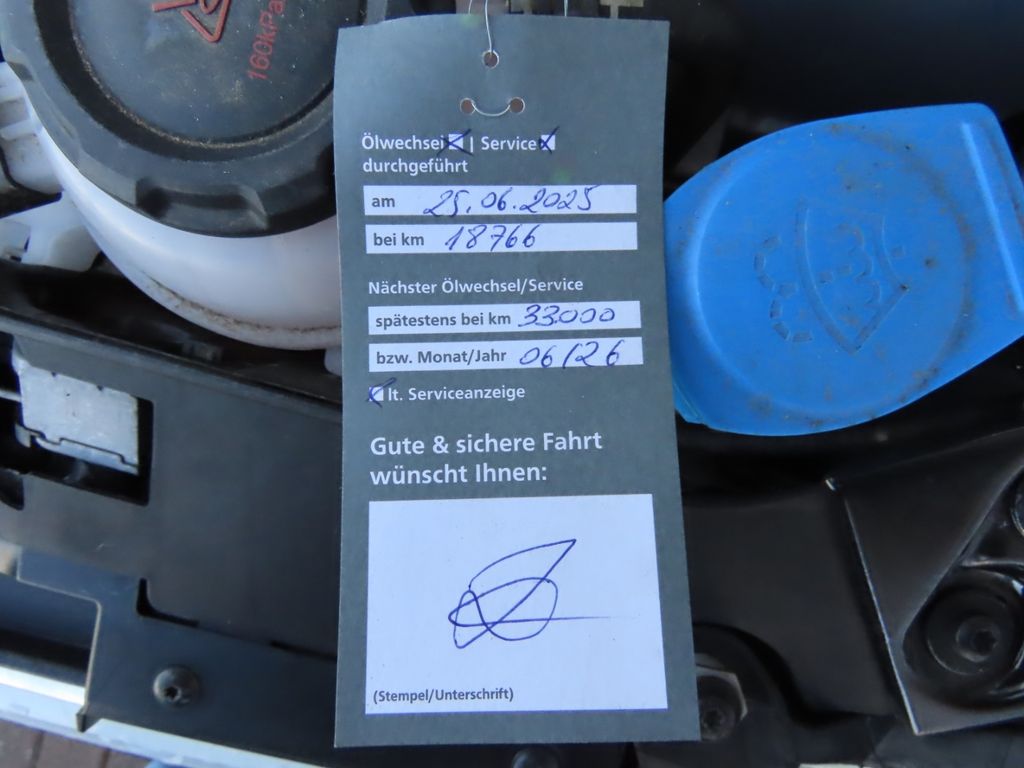 160kPa
Ölwechsel | Service
durchgeführt
am 25.06.2025
bei km 18766
Nächster Ölwechsel/Service
spätestens bei km 33000
bzw. Monat/Jahr 06/26
lt. Serviceanzeige
Gute & sichere Fahrt
wünscht Ihnen:
(Stempel/Unterschrift)